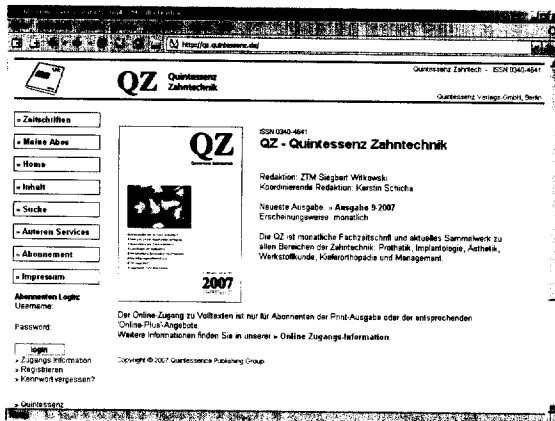 http://qz.quintessenz.de/
Quintessenz Zahntech - ISSN 0340-4641
QZ Quintessenz
Zahntechnik
Quintessenz Verlags-GmbH, Berlin
» Zeitschriften
» Meine Abos
» Home
» Inhalt
» Suche
» Autoren Services
» Abonnement
» Impressum
Abonnenten Login:
Username:
Password:
login
» Zugangs Information
» Registrieren
» Kennwort vergessen?
» Quintessenz
QZ
2007
ISSN 0340-4641
QZ - Quintessenz Zahntechnik
Redaktion: ZTM Siegbert Witkowski
Koordinierende Redaktion: Kerstin Schicha
Neueste Ausgabe: » Ausgabe 9-2007
Erscheinungsweise: monatlich
Die QZ ist monatliche Fachzeitschrift und aktuelles Sammelwerk zu
allen Bereichen der Zahntechnik: Prothetik, Implantologie, Ästhetik,
Werkstoffkunde, Kieferorthopädie und Management.
Der Online-Zugang zu Volltexten ist nur für Abonnenten der Print-Ausgabe oder der entsprechenden
'Online-Plus'-Angebote.
Weitere Informationen finden Sie in unserer » Online Zugangs-Information.
Copyright © 2007 Quintessence Publishing Group